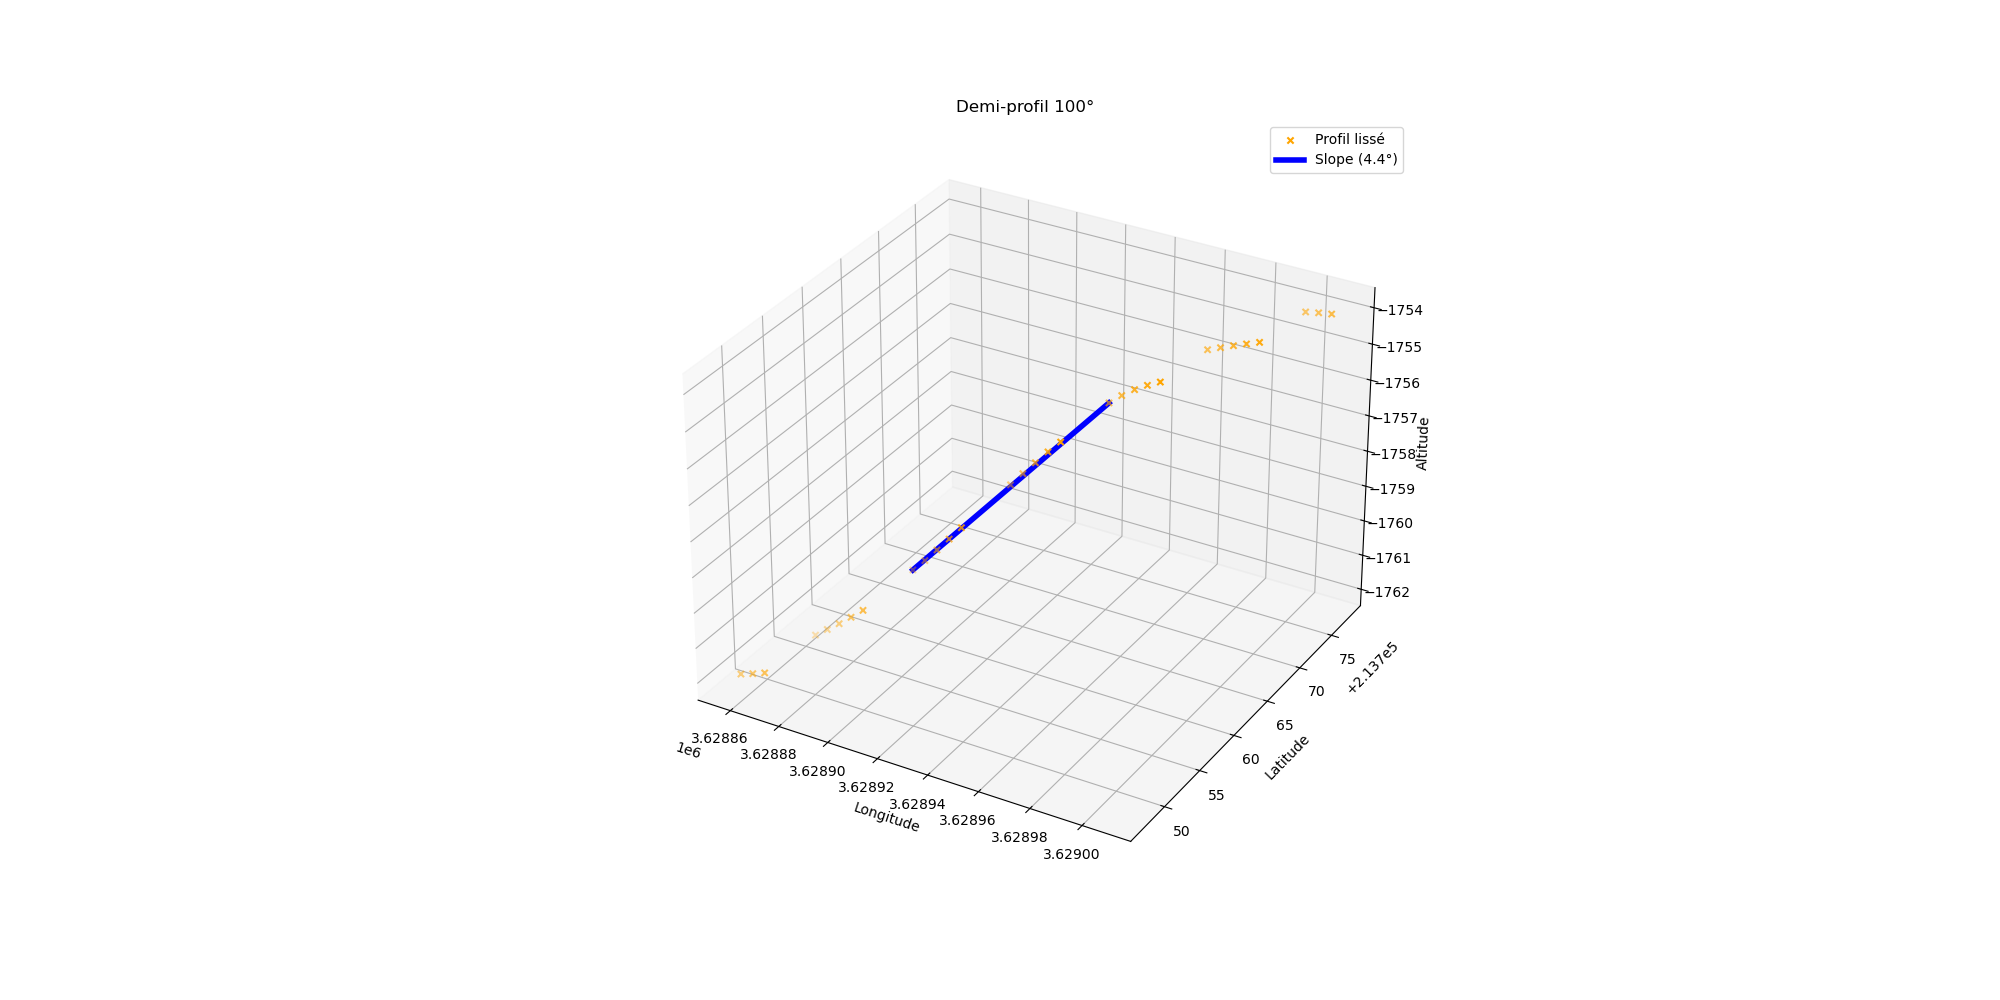 Demi-profil 100°
Profil lissé
Slope (4.4°)
−1754
−1755
−1756
−1757
−1758
−1759
−1760
−1761
−1762
Altitude
75
70
65
60
55
50
+2.137e5
Latitude
3.62886
3.62888
3.62890
3.62892
3.62894
3.62896
3.62898
3.62900
1e6
Longitude